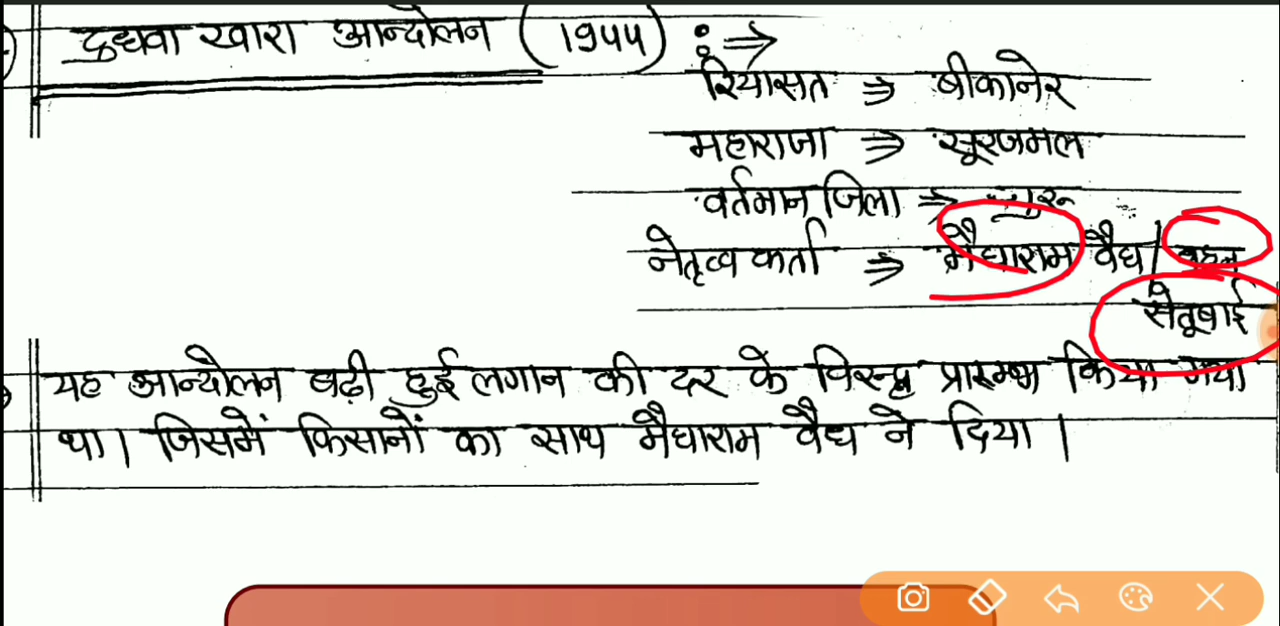 दुधवा खारा आन्दोलन (1944) :⇒
रियासत ⇒ बीकानेर
महाराजा ⇒ सूरजमल
वर्तमान जिला ⇒ चुरू
नेतृत्व कर्ता ⇒ मैघाराम वैध | बहन
सेतूबाई
यह आन्दोलन बढी हुई लगान की दर के विरुद्ध प्रारम्भ किया गया
था। जिसमें किसानों का साथ मैघाराम वैध ने दिया।